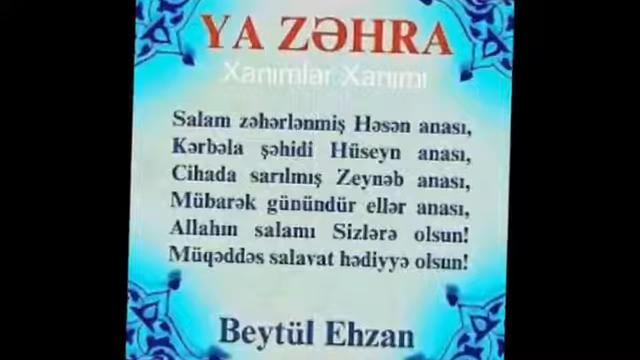 YA ZƏHRA
Xanımlar Xanımı
Salam zəhərlənmiş Həsən anası,
Kərbəla şəhidi Hüseyn anası,
Cihada sarılmış Zeynəb anası,
Mübarək günündür ellər anası,
Allahın salamı Sizlərə olsun!
Müqəddəs salavat hədiyyə olsun!
Beytül Ehzan